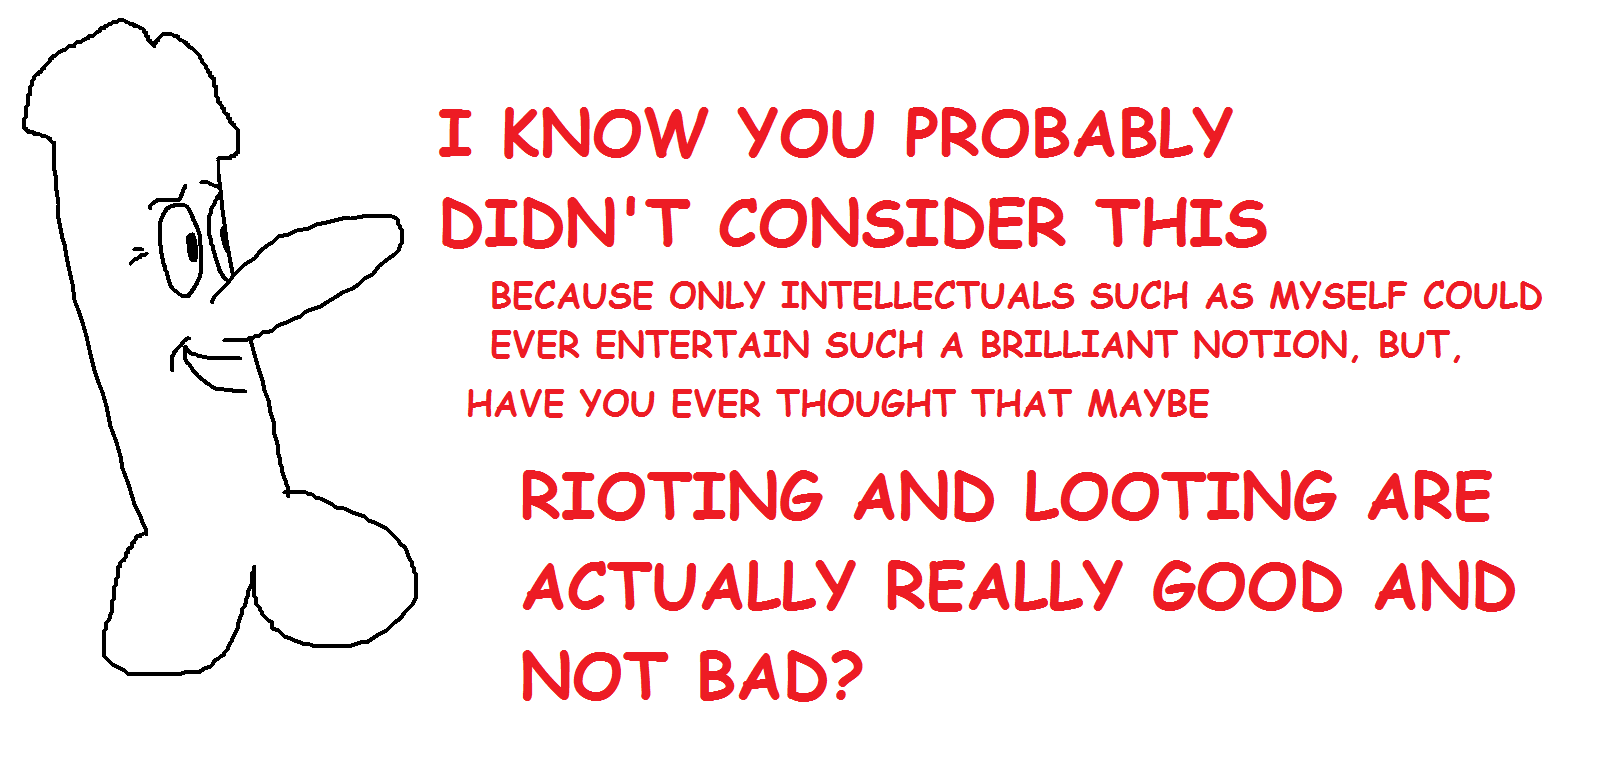 I KNOW YOU PROBABLY
DIDN'T CONSIDER THIS
BECAUSE ONLY INTELLECTUALS SUCH AS MYSELF COULD
EVER ENTERTAIN SUCH A BRILLIANT NOTION, BUT,
HAVE YOU EVER THOUGHT THAT MAYBE
RIOTING AND LOOTING ARE
ACTUALLY REALLY GOOD AND
NOT BAD?